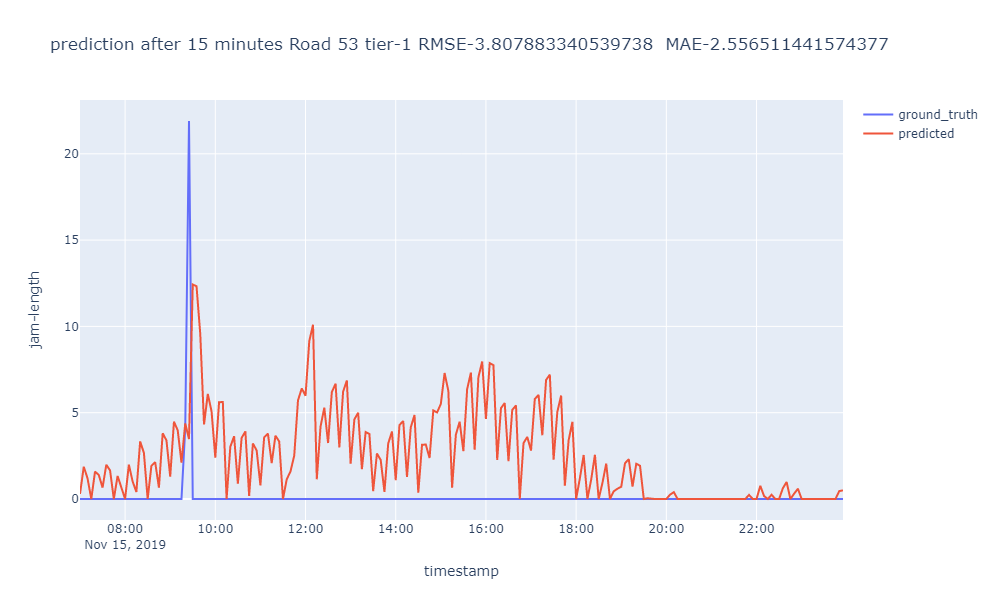 prediction after 15 minutes Road 53 tier-1 RMSE-3.807883340539738  MAE-2.556511441574377
ground_truth
predicted
jam-length
20
15
10
5
0
08:00 10:00 12:00 14:00 16:00 18:00 20:00 22:00
Nov 15, 2019
timestamp